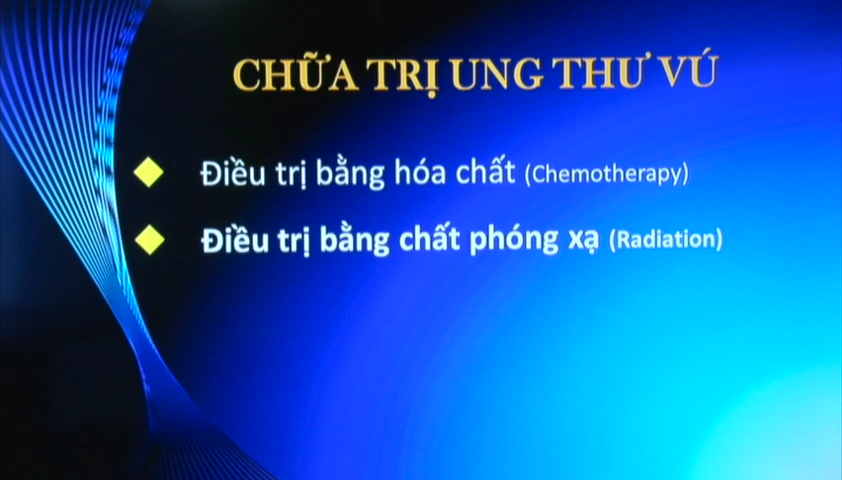 CHỮA TRỊ UNG THƯ VÚ
Điều trị bằng hóa chất (Chemotherapy)
Điều trị bằng chất phóng xạ (Radiation)